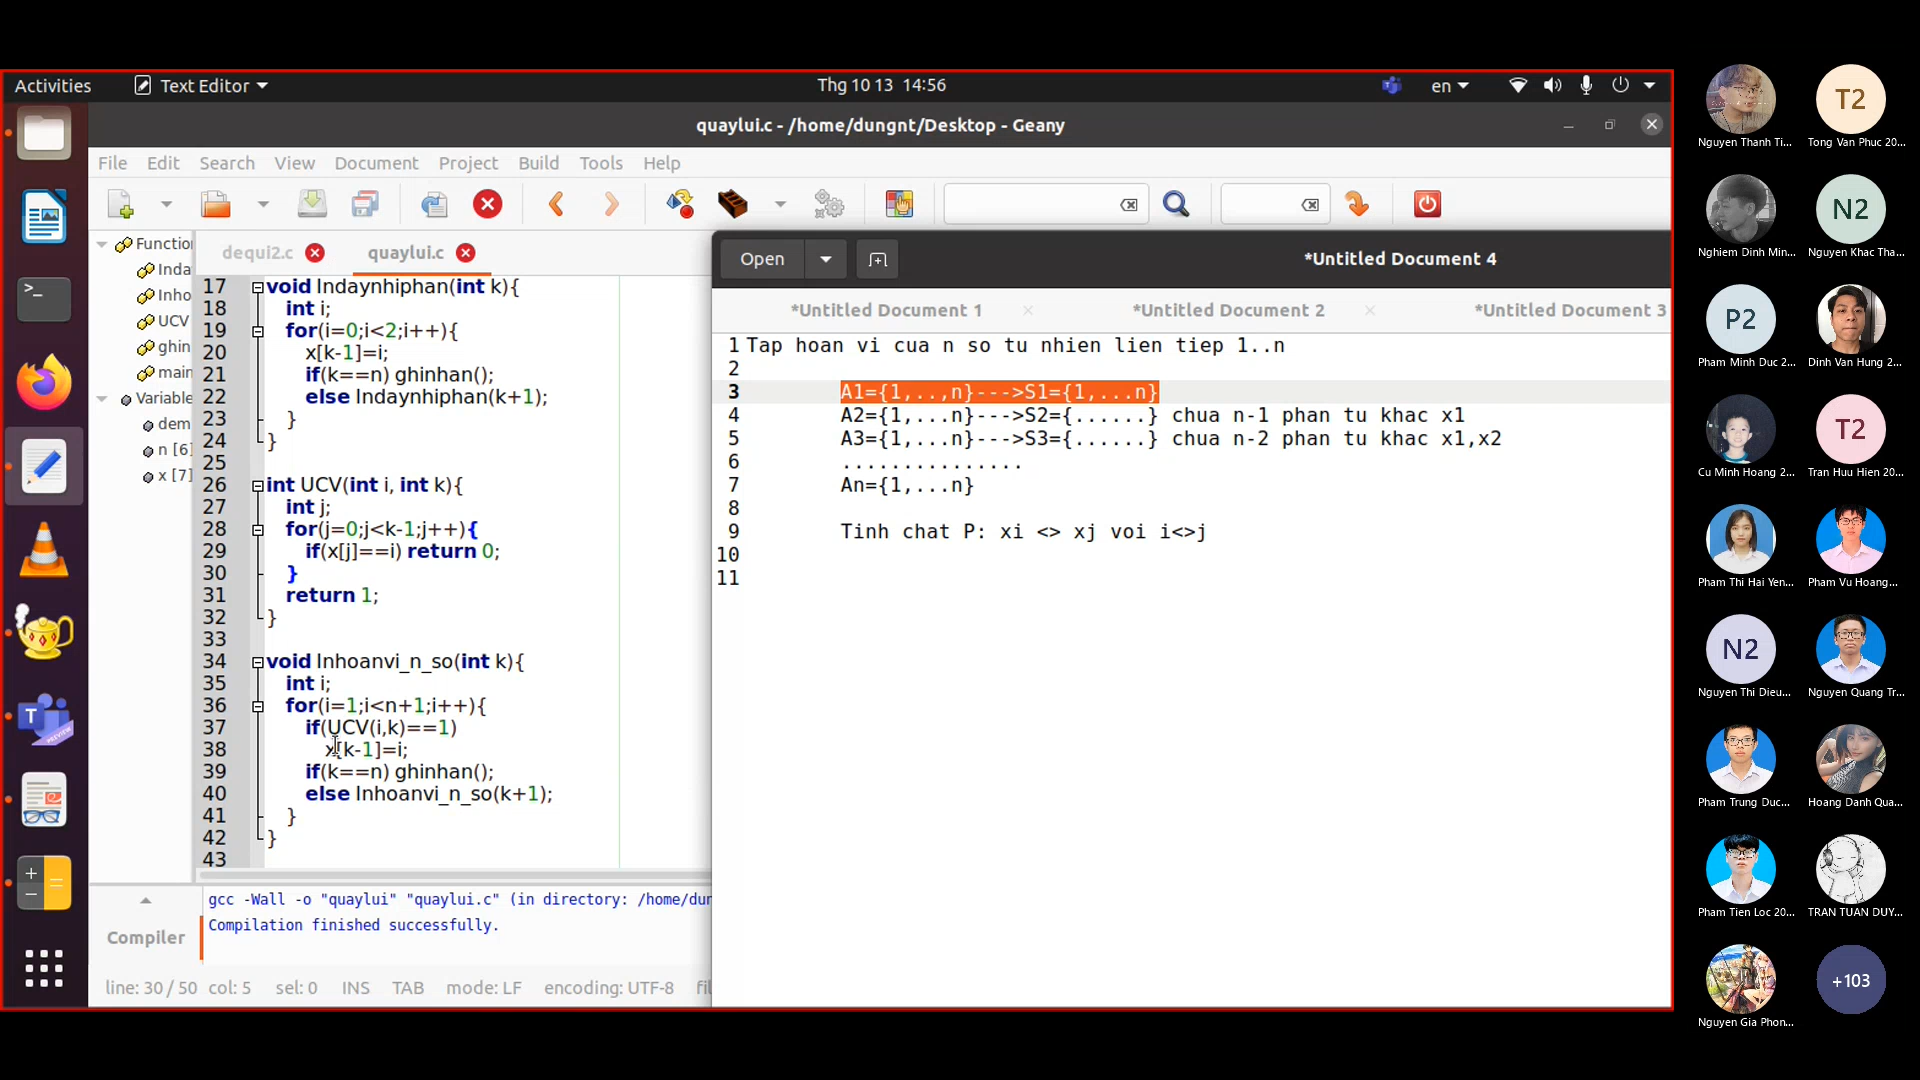 Activities
Text Editor
Thg 10 13 14:56
en
quaylui.c - /home/dungnt/Desktop - Geany
File Edit Search View Document Project Build Tools Help
Functio
Inda
Inho
UCV
ghin
main
Variable
dem
n [6]
x [7]
dequi2.c
quaylui.c
17 void Indaynhiphan(int k){
18 int i;
19 for(i=0;i<2;i++){
20 x[k-1]=i;
21 if(k==n) ghinhan();
22 else Indaynhiphan(k+1);
23 }
24 }
25
26 int UCV(int i, int k){
27 int j;
28 for(j=0;j<k-1;j++){
29 if(x[j]==i) return 0;
30 }
31 return 1;
32 }
33
34 void Inhoanvi_n_so(int k){
35 int i;
36 for(i=1;i<n+1;i++){
37 if(UCV(i,k)==1)
38 x[k-1]=i;
39 if(k==n) ghinhan();
40 else Inhoanvi_n_so(k+1);
41 }
42 }
43
Compiler
gcc -Wall -o "quaylui" "quaylui.c" (in directory: /home/dun
Compilation finished successfully.
line: 30 / 50 col: 5 sel: 0 INS TAB mode: LF encoding: UTF-8 fil
Open
*Untitled Document 4
*Untitled Document 1
*Untitled Document 2
*Untitled Document 3
1 Tap hoan vi cua n so tu nhien lien tiep 1..n
2
3 A1={1,..,n}--->S1={1,...n}
4 A2={1,...n}--->S2={......} chua n-1 phan tu khac x1
5 A3={1,...n}--->S3={......} chua n-2 phan tu khac x1,x2
6 ...............
7 An={1,...n}
8
9 Tinh chat P: xi <> xj voi i<>j
10
11
T2
Nguyen Thanh Ti...
Tong Van Phuc 20...
N2
Nghiem Dinh Min...
Nguyen Khac Tha...
P2
Pham Minh Duc 2...
Dinh Van Hung 2...
T2
Cu Minh Hoang 2...
Tran Huu Hien 20...
Pham Thi Hai Yen...
Pham Vu Hoang...
N2
Nguyen Thi Dieu...
Nguyen Quang Tr...
Pham Trung Duc...
Hoang Danh Qua...
Pham Tien Loc 20...
TRAN TUAN DUY...
+103
Nguyen Gia Phon...